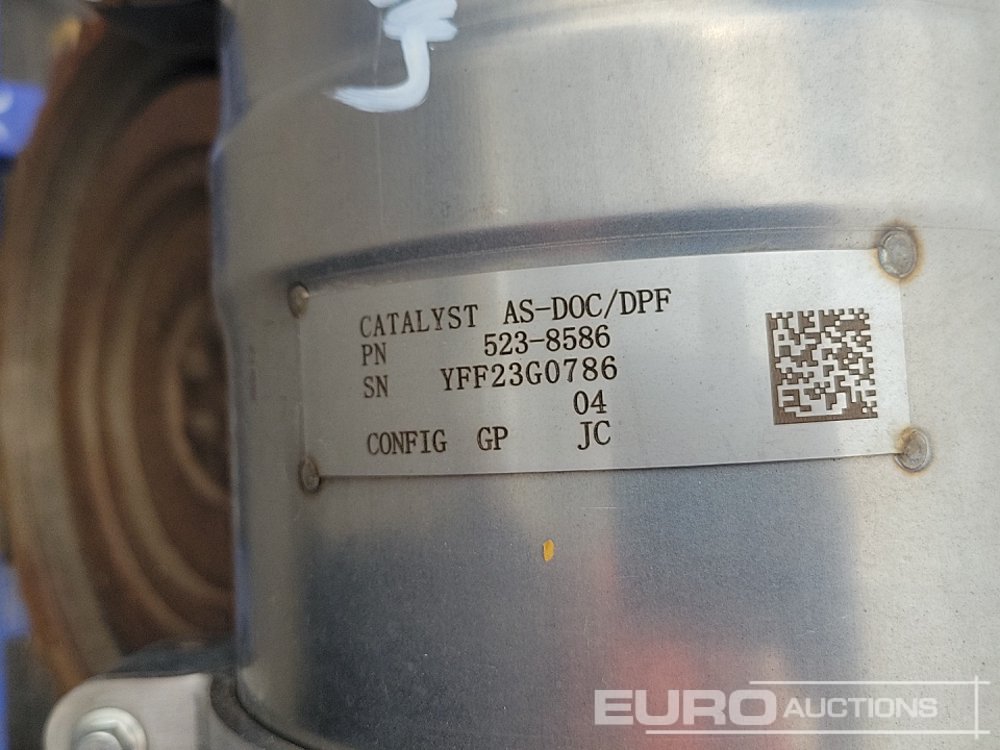 CATALYST AS-DOC/DPF
PN 523-8586
SN YFF23G0786
04
CONFIG GP JC
EURO AUCTIONS